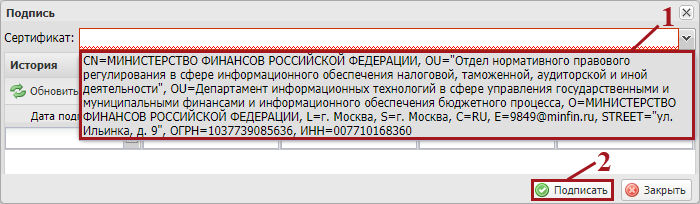 Подпись
1
Сертификат:
CN=МИНИСТЕРСТВО ФИНАНСОВ РОССИЙСКОЙ ФЕДЕРАЦИИ, OU="Отдел нормативного правового
регулирования в сфере информационного обеспечения налоговой, таможенной, аудиторской и иной
деятельности", OU=Департамент информационных технологий в сфере управления государственными и
муниципальными финансами и информационного обеспечения бюджетного процесса, O=МИНИСТЕРСТВО
ФИНАНСОВ РОССИЙСКОЙ ФЕДЕРАЦИИ, L=г. Москва, S=г. Москва, C=RU, E=9849@minfin.ru, STREET="ул.
Ильинка, д. 9", ОГРН=1037739085636, ИНН=007710168360
История
Обновить
Дата
2
Подписать
Закрыть